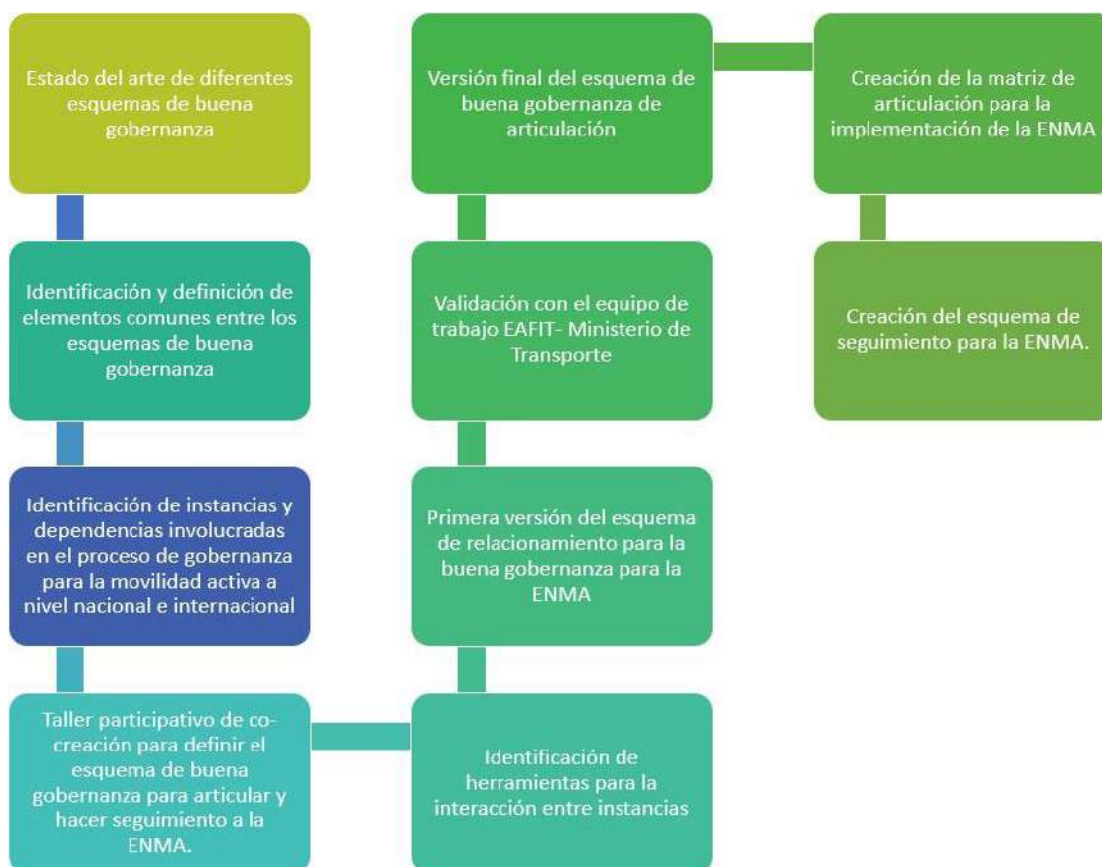 Estado del arte de diferentes
esquemas de buena
gobernanza
Identificación y definición de
elementos comunes entre los
esquemas de buena
gobernanza
Identificación de instancias y
dependencias involucradas
en el proceso de gobernanza
para la movilidad activa a
nivel nacional e internacional
Taller participativo de co-
creación para definir el
esquema de buena
gobernanza para articular y
hacer seguimiento a la
ENMA.
Identificación de
herramientas para la
interacción entre instancias
Primera versión del esquema
de relacionamiento para la
buena gobernanza para la
ENMA
Validación con el equipo de
trabajo EAFIT- Ministerio de
Transporte
Versión final del esquema de
buena gobernanza de
articulación
Creación de la matriz de
articulación para la
implementación de la ENMA
Creación del esquema de
seguimiento para la ENMA.